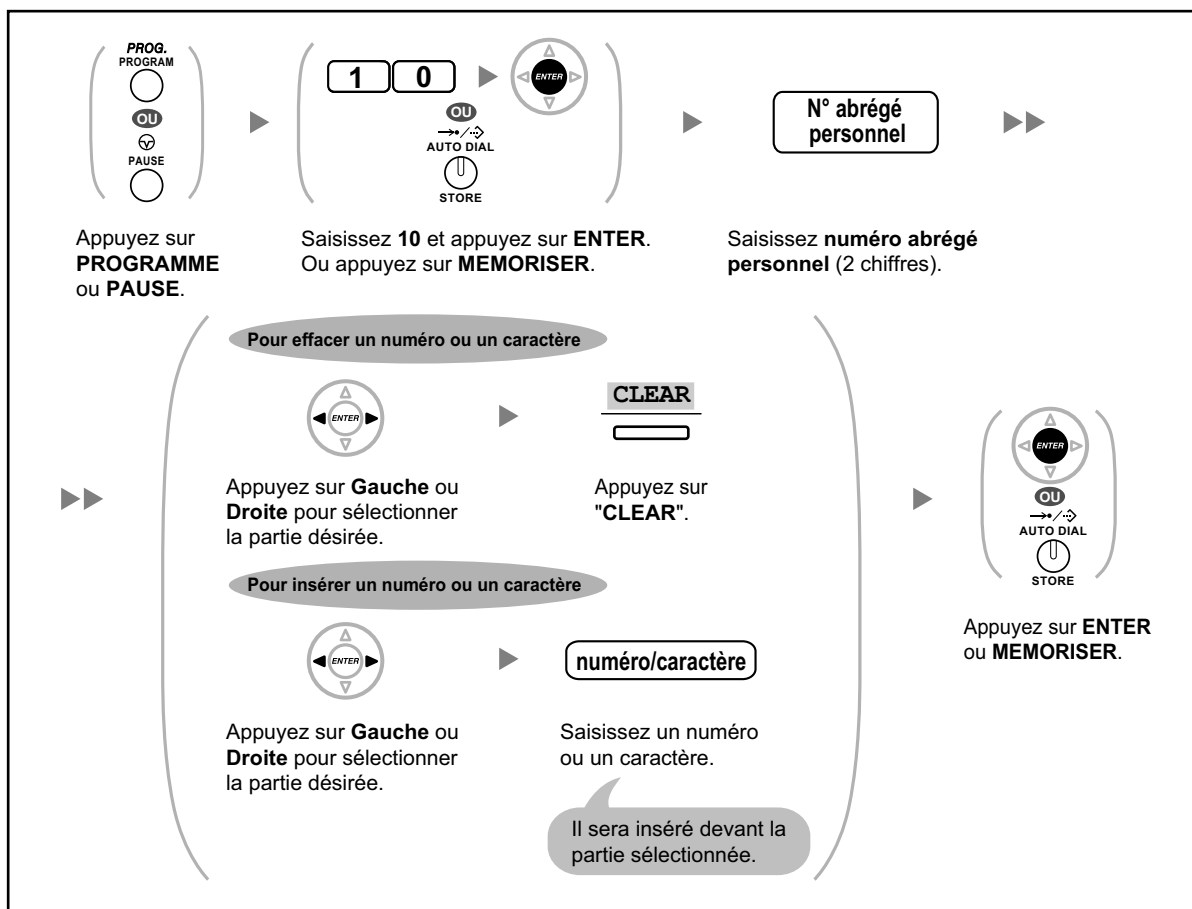 PROG.
PROGRAM
OU
PAUSE
Appuyez sur
PROGRAMME
ou PAUSE.
1 0 ENTER
OU
AUTO DIAL
STORE
Saisissez 10 et appuyez sur ENTER.
Ou appuyez sur MEMORISER.
N° abrégé
personnel
Saisissez numéro abrégé
personnel (2 chiffres).
Pour effacer un numéro ou un caractère
ENTER
Appuyez sur Gauche ou
Droite pour sélectionner
la partie désirée.
CLEAR
Appuyez sur
"CLEAR".
Pour insérer un numéro ou un caractère
ENTER
Appuyez sur Gauche ou
Droite pour sélectionner
la partie désirée.
numéro/caractère
Saisissez un numéro
ou un caractère.
Il sera inséré devant la
partie sélectionnée.
ENTER
OU
AUTO DIAL
STORE
Appuyez sur ENTER
ou MEMORISER.